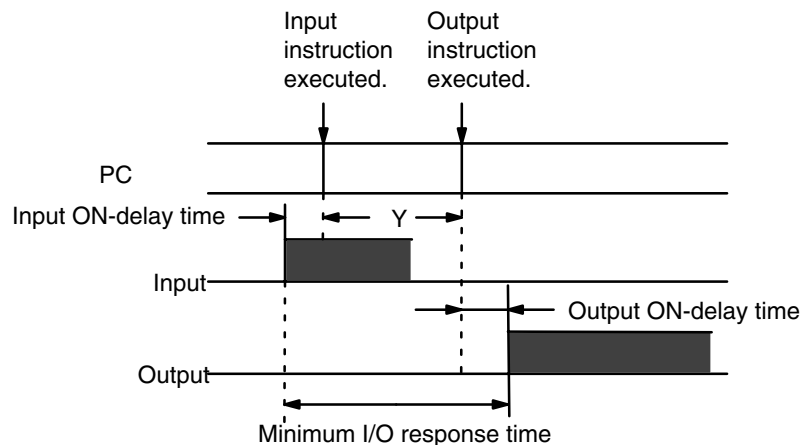 Input
instruction
executed.
Output
instruction
executed.
PC
Input ON-delay time
Y
Input
Output ON-delay time
Output
Minimum I/O response time